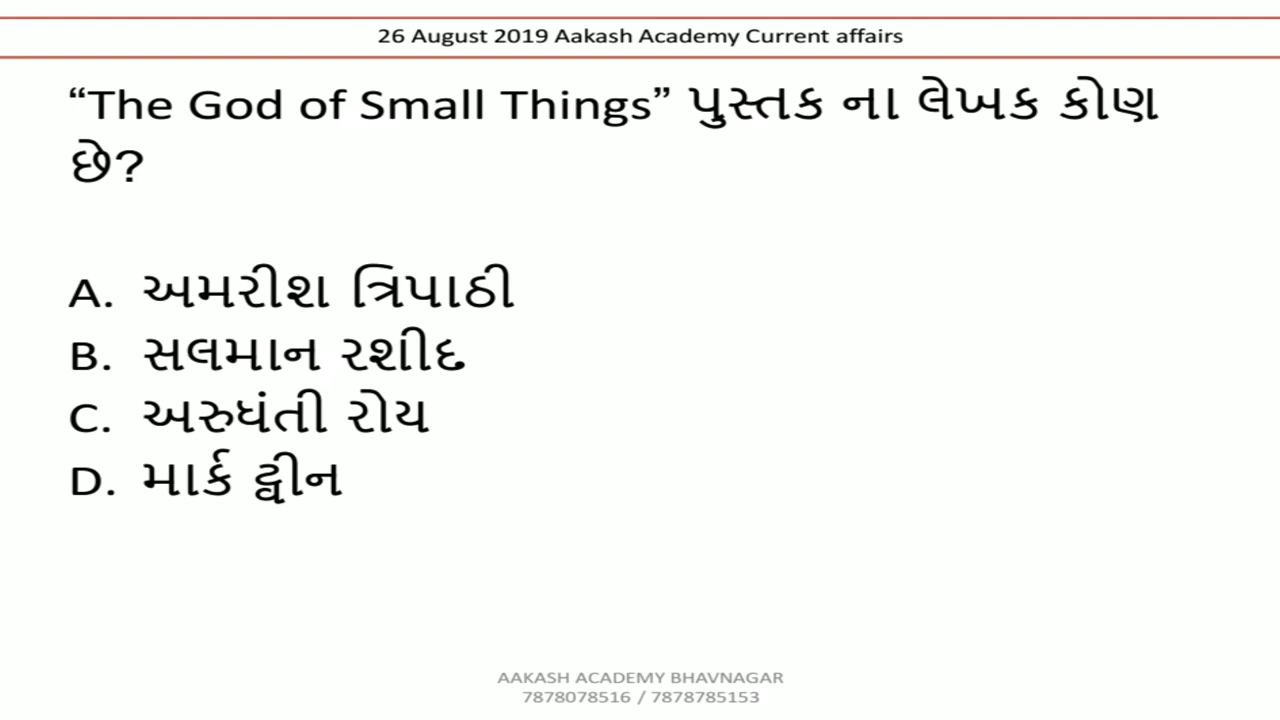 26 August 2019 Aakash Academy Current affairs
“The God of Small Things” પુસ્તક ના લેખક કોણ
છે?
A. અમરીશ ત્રિપાઠી
B. સલમાન રશીદ
C. અરુધંતી રોય
D. માર્ક ટ્વીન
AAKASH ACADEMY BHAVNAGAR
7878078516 / 7878785153